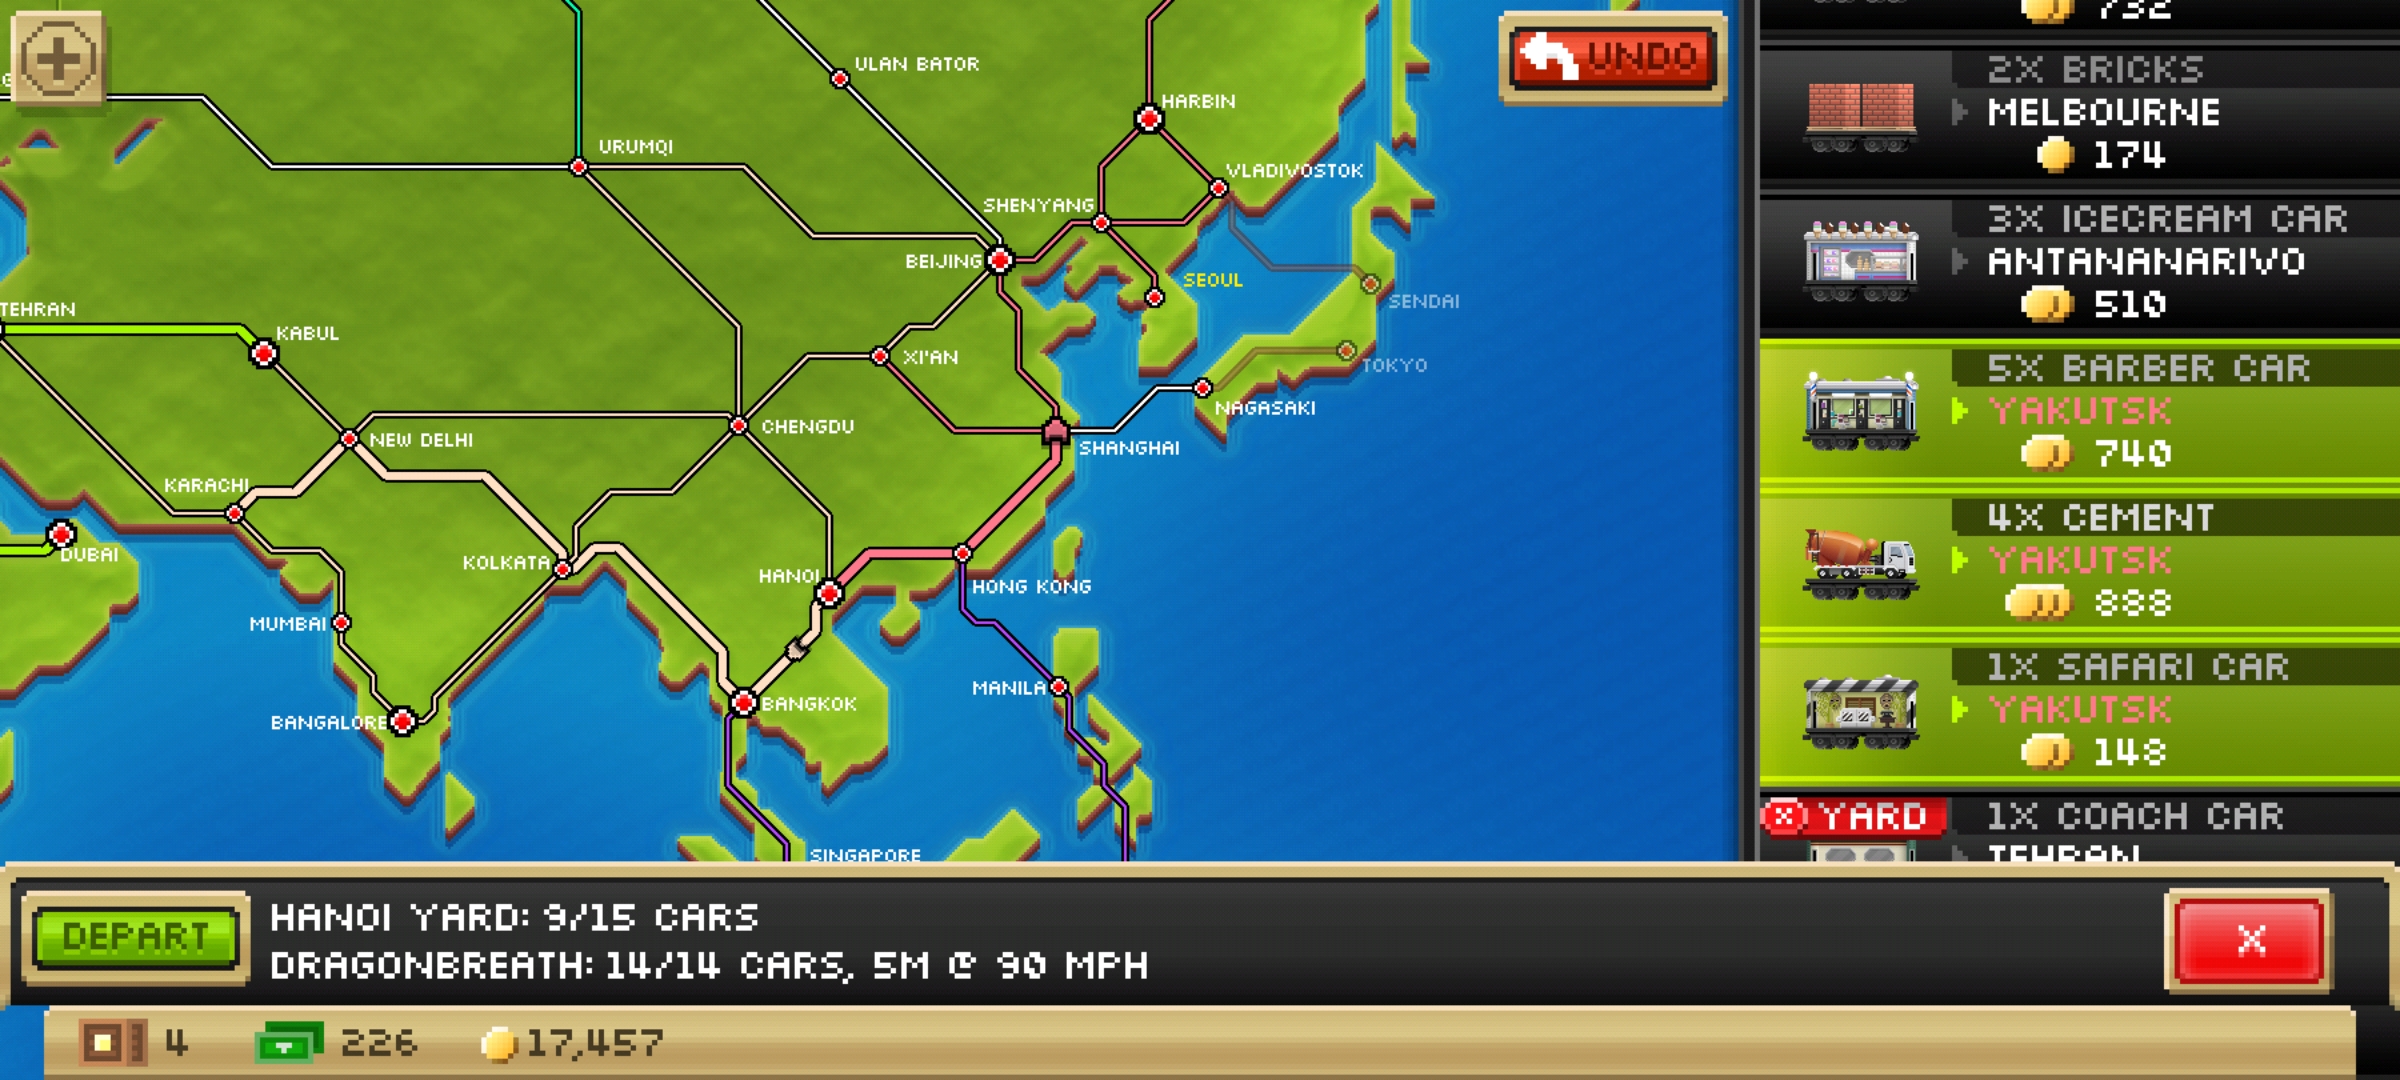 ULAN BATOR
UNDO
HARBIN
URUMQI
VLADIVOSTOK
SHENYANG
BEIJING
SEOUL
SENDAI
TEHRAN
KABUL
XI'AN
TOKYO
NAGASAKI
NEW DELHI
CHENGDU
SHANGHAI
KARACHI
DUBAI
KOLKATA
HANOI
HONG KONG
MUMBAI
MANILA
BANGALORE
BANGKOK
SINGAPORE
732
2X BRICKS
MELBOURNE
174
3X ICECREAM CAR
ANTANANARIVO
510
5X BARBER CAR
YAKUTSK
740
4X CEMENT
YAKUTSK
888
1X SAFARI CAR
YAKUTSK
148
YARD
1X COACH CAR
TEHRAN
DEPART
HANOI YARD: 9/15 CARS
DRAGONBREATH: 14/14 CARS, 5M @ 90 MPH
X
4
226
17,457